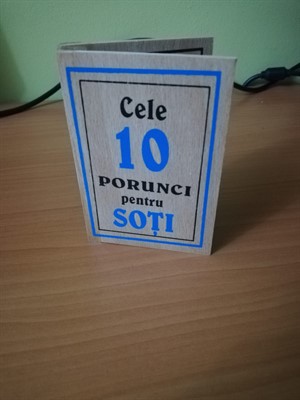 Cele
10
PORUNCI
pentru
SOȚI